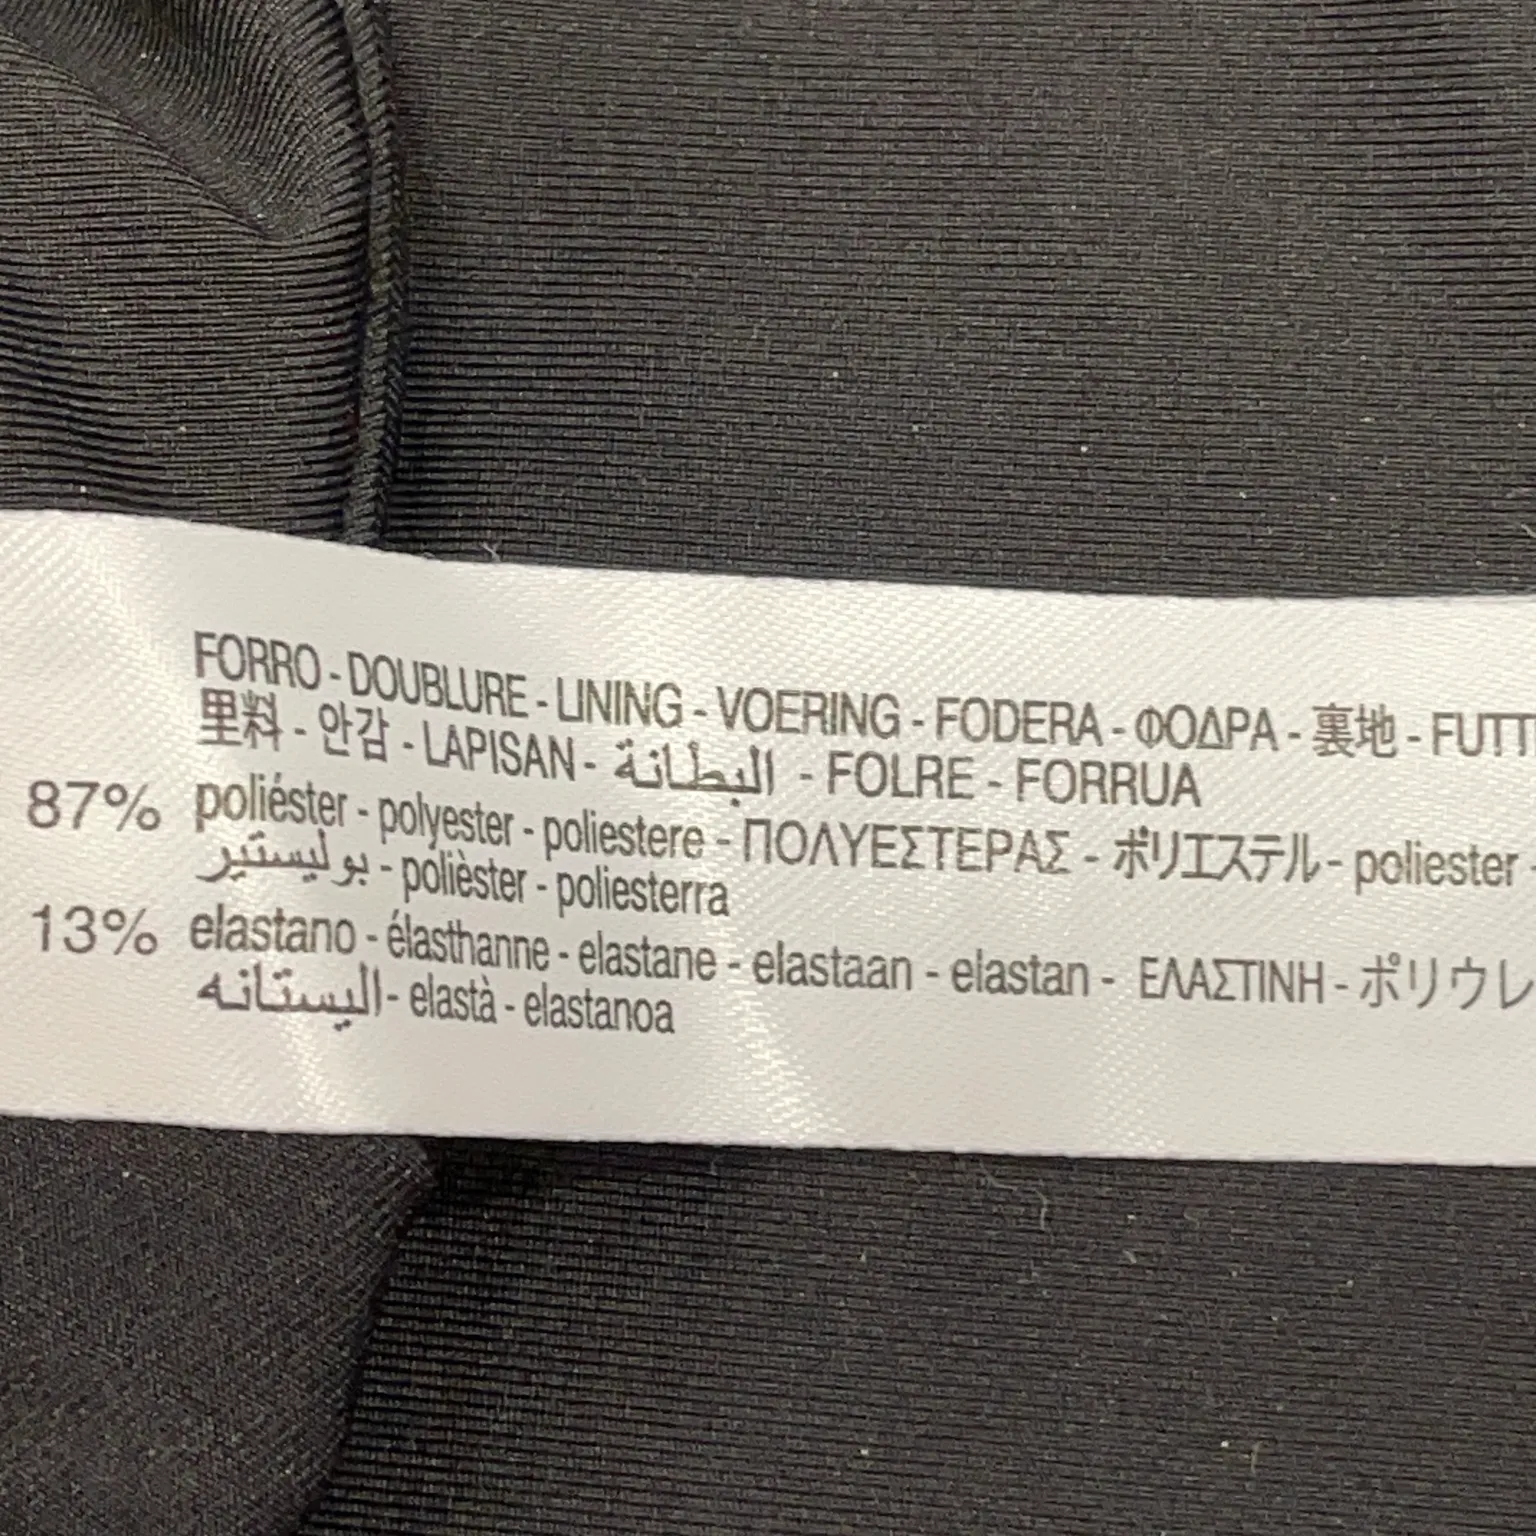 FORRO - DOUBLURE - LINING - VOERING - FODERA - ΦΟΔΡΑ - 裏地 - FUTT
里料 - 안감 - LAPISAN - البطانة - FOLRE - FORRUA
87% poliéster - polyester - poliestere - ΠΟΛΥΕΣΤΕΡΑΣ - ポリエステル - poliester -
بوليستير - polièster - poliesterra
13% elastano - élasthanne - elastane - elastaan - elastan - ΕΛΑΣΤΙΝΗ - ポリウレ
اليستانه - elastà - elastanoa